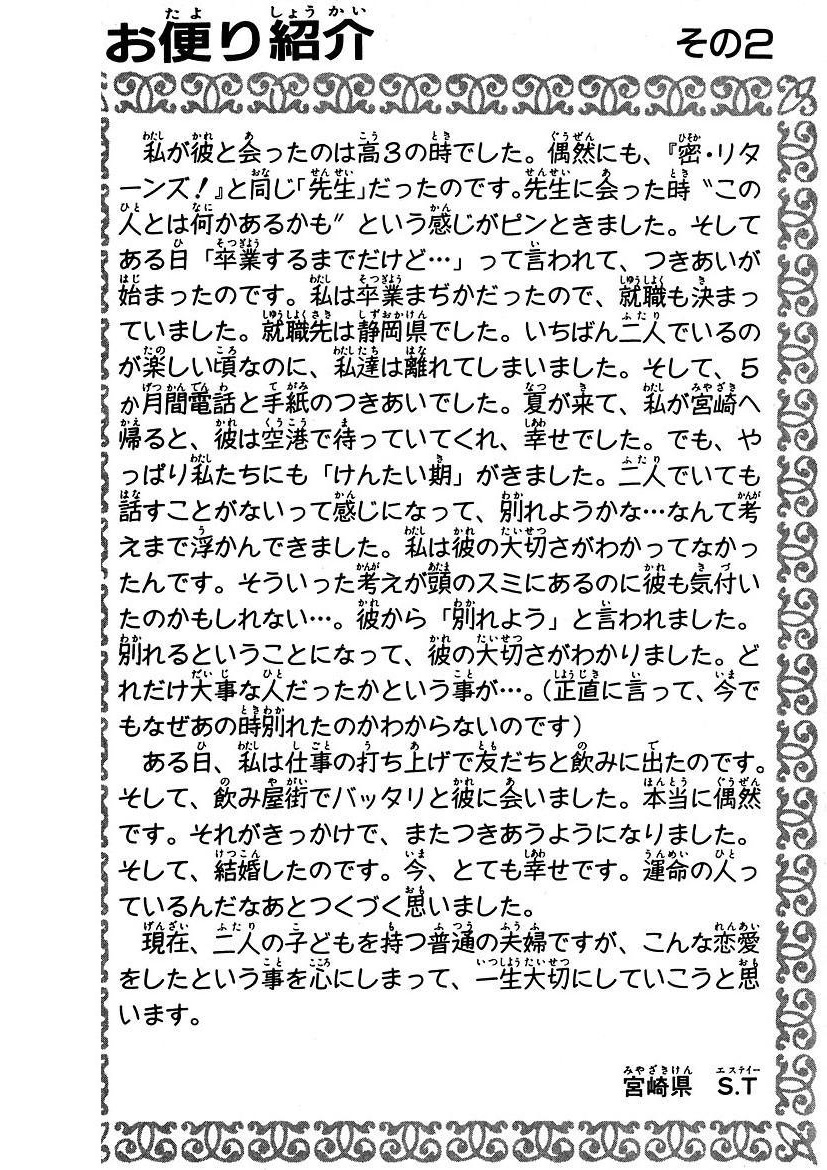 お便り紹介 その2
私が彼と会ったのは高3の時でした。偶然にも、『密・リタ
ーンズ!』と同じ「先生」だったのです。先生に会った時〝この
人とは何かあるかも〟という感じがピンときました。そして
ある日「卒業するまでだけど…」って言われて、つきあいが
始まったのです。私は卒業まぢかだったので、就職も決まっ
ていました。就職先は静岡県でした。いちばん二人でいるの
が楽しい頃なのに、私達は離れてしまいました。そして、5
か月間電話と手紙のつきあいでした。夏が来て、私が宮崎へ
帰ると、彼は空港で待っていてくれ、幸せでした。でも、や
っぱり私たちにも「けんたい期」がきました。二人でいても
話すことがないって感じになって、別れようかな…なんて考
えまで浮かんできました。私は彼の大切さがわかってなかっ
たんです。そういった考えが頭のスミにあるのに彼も気付い
たのかもしれない…。彼から「別れよう」と言われました。
別れるということになって、彼の大切さがわかりました。ど
れだけ大事な人だったかという事が…。(正直に言って、今で
もなぜあの時別れたのかわからないのです)
ある日、私は仕事の打ち上げで友だちと飲みに出たのです。
そして、飲み屋街でバッタリと彼に会いました。本当に偶然
です。それがきっかけで、またつきあうようになりました。
そして、結婚したのです。今、とても幸せです。運命の人っ
ているんだなあとつくづく思いました。
現在、二人の子どもを持つ普通の夫婦ですが、こんな恋愛
をしたという事を心にしまって、一生大切にしていこうと思
います。
宮崎県 S.T